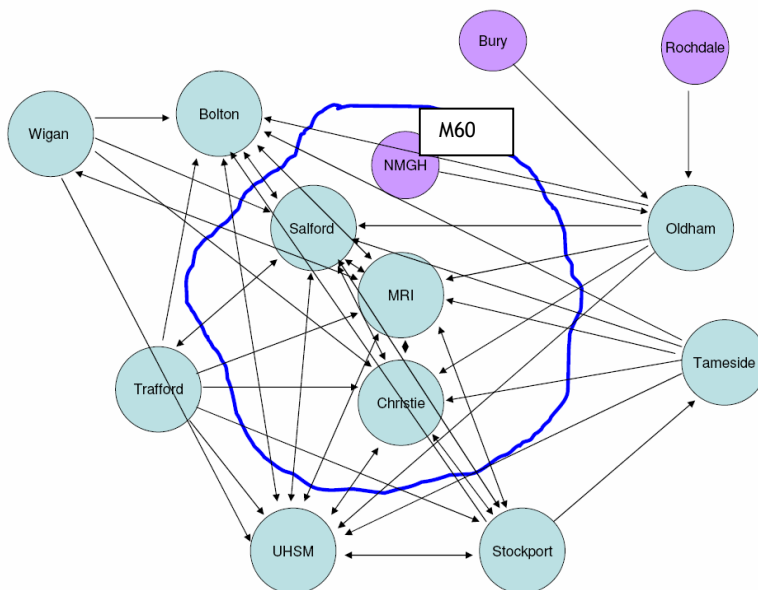 Bury
Rochdale
Bolton
Wigan
M60
NMGH
Salford
Oldham
MRI
Tameside
Trafford
Christie
UHSM
Stockport